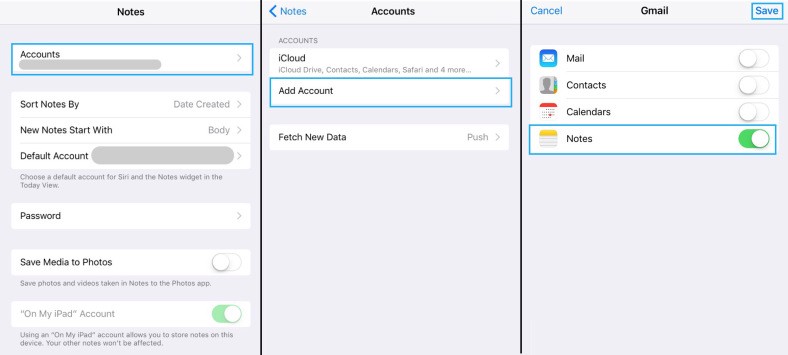 Notes
Accounts
Sort Notes By Date Created
New Notes Start With Body
Default Account
Choose a default account for Siri and the Notes widget in the
Today View.
Password
Save Media to Photos
Save photos and videos taken in Notes to the Photos app.
"On My iPad" Account
Using an "On My iPad" account allows you to store notes on this
device. Your other notes won't be affected.
Notes Accounts
ACCOUNTS
iCloud
iCloud Drive, Contacts, Calendars, Safari and 4 more...
Add Account
Fetch New Data Push
Cancel Gmail Save
Mail
Contacts
Calendars
Notes